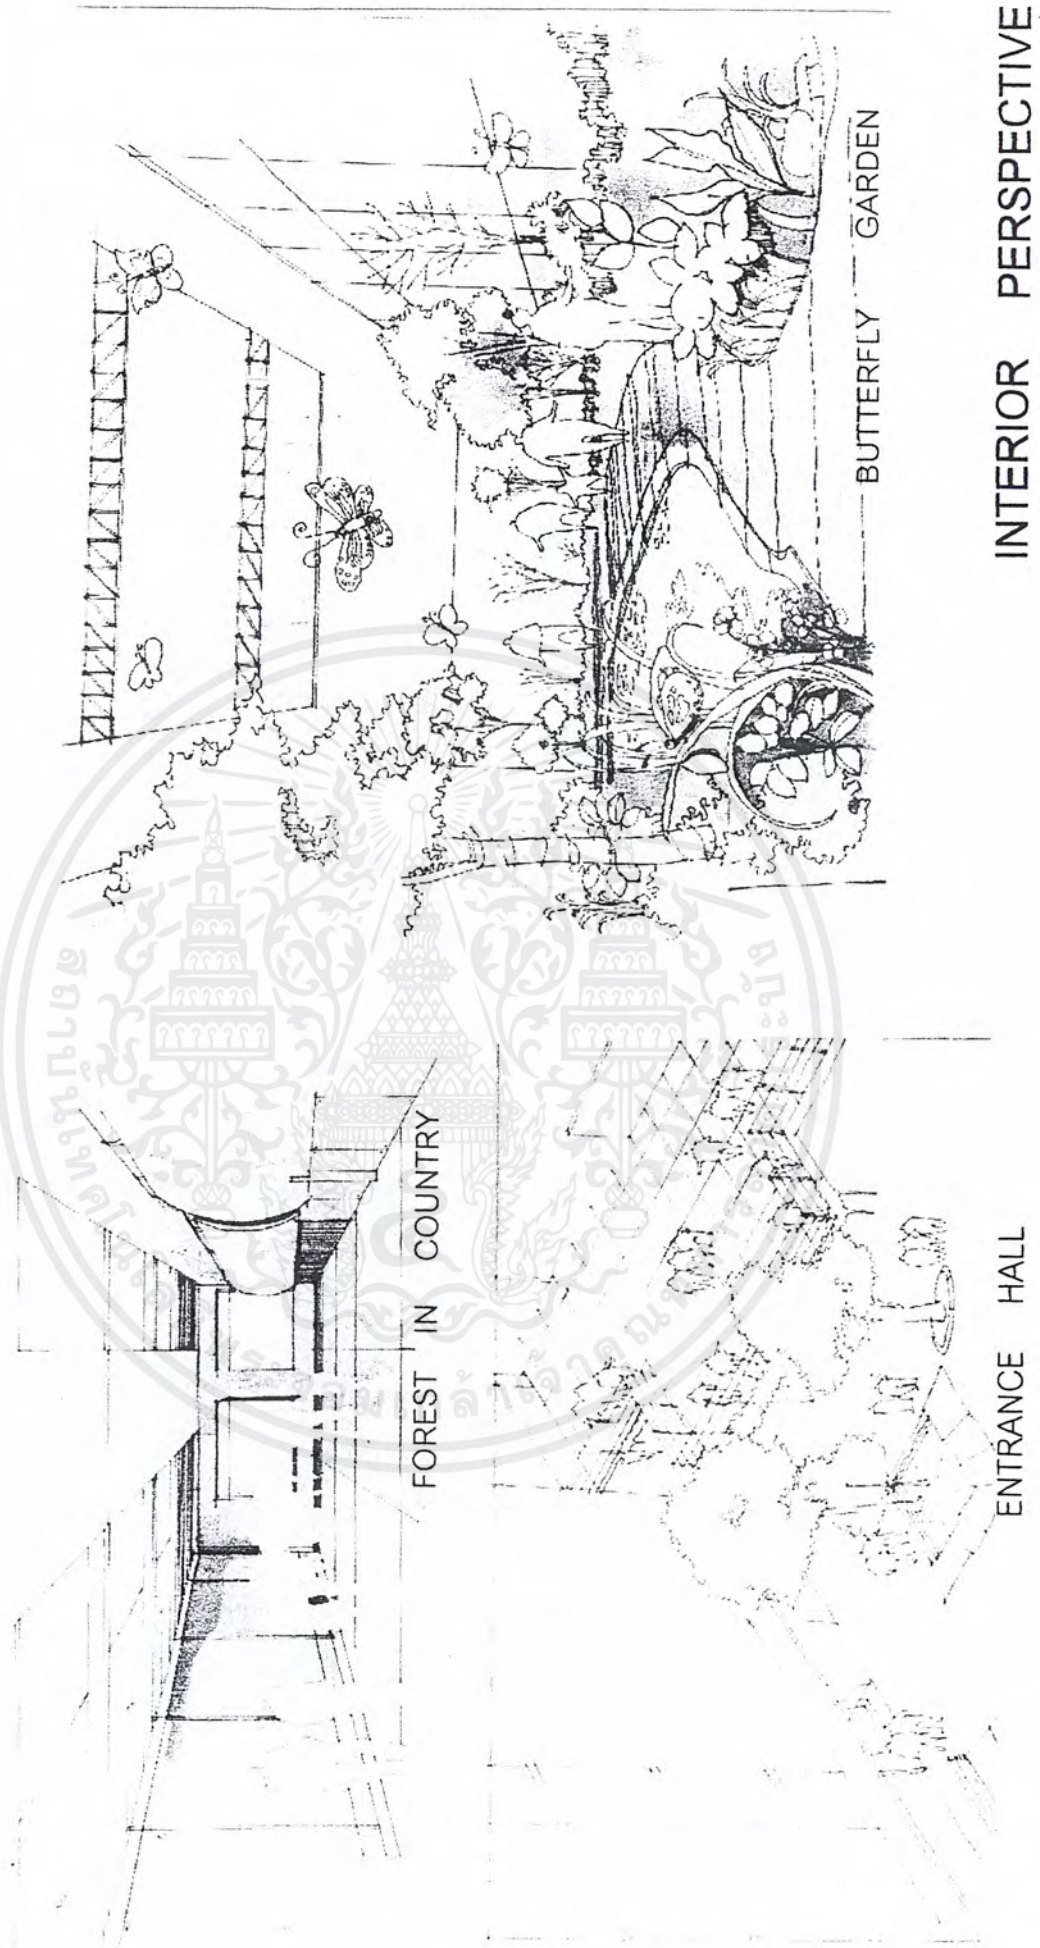 FOREST IN COUNTRY
BUTTERFLY GARDEN
ENTRANCE HALL
INTERIOR PERSPECTIVE